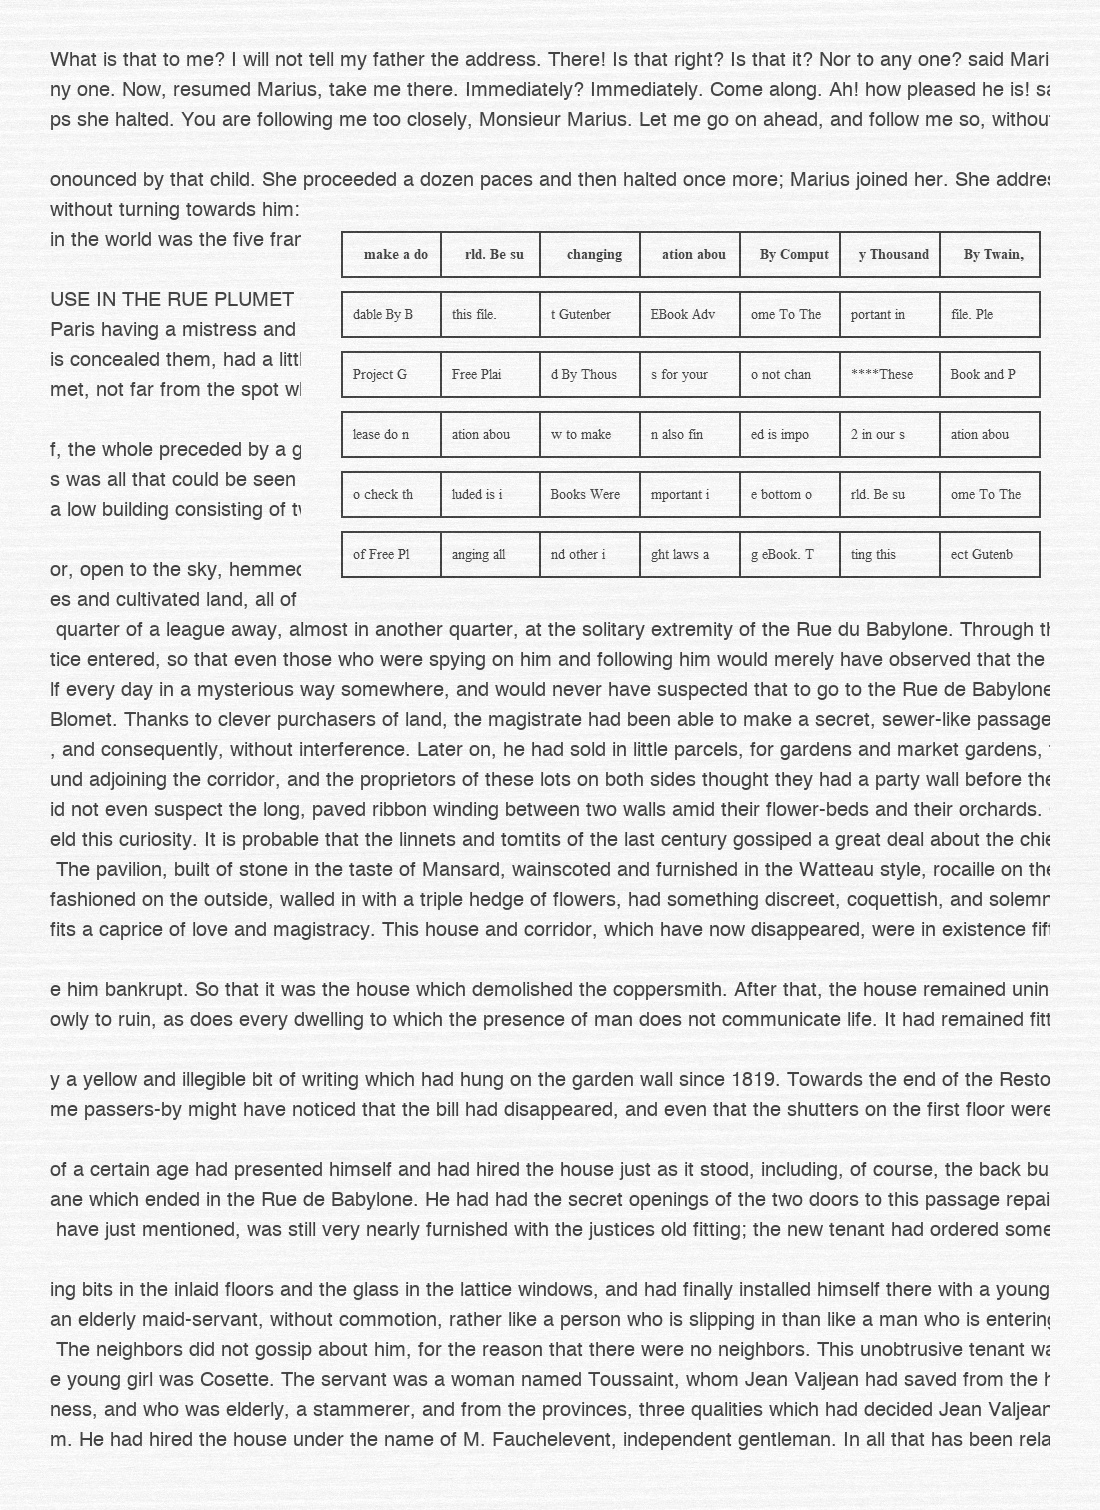 What is that to me? I will not tell my father the address. There! Is that right? Is that it? Nor to any one? said Mari
ny one. Now, resumed Marius, take me there. Immediately? Immediately. Come along. Ah! how pleased he is! sa
ps she halted. You are following me too closely, Monsieur Marius. Let me go on ahead, and follow me so, withou
onounced by that child. She proceeded a dozen paces and then halted once more; Marius joined her. She addres
without turning towards him:
in the world was the five fran
USE IN THE RUE PLUMET
Paris having a mistress and
is concealed them, had a littl
met, not far from the spot wh
f, the whole preceded by a g
s was all that could be seen
a low building consisting of tw
or, open to the sky, hemmed
es and cultivated land, all of
make a do rld. Be su changing ation abou By Comput y Thousand By Twain,
dable By B this file. t Gutenber EBook Adv ome To The portant in file. Ple
Project G Free Plai d By Thous s for your o not chan ****These Book and P
lease do n ation abou w to make n also fin ed is impo 2 in our s ation abou
o check th luded is i Books Were mportant i e bottom o rld. Be su ome To The
of Free Pl anging all nd other i ght laws a g eBook. T ting this ect Gutenb
quarter of a league away, almost in another quarter, at the solitary extremity of the Rue du Babylone. Through th
tice entered, so that even those who were spying on him and following him would merely have observed that the
lf every day in a mysterious way somewhere, and would never have suspected that to go to the Rue de Babylone
Blomet. Thanks to clever purchasers of land, the magistrate had been able to make a secret, sewer-like passage
, and consequently, without interference. Later on, he had sold in little parcels, for gardens and market gardens,
und adjoining the corridor, and the proprietors of these lots on both sides thought they had a party wall before the
id not even suspect the long, paved ribbon winding between two walls amid their flower-beds and their orchards.
eld this curiosity. It is probable that the linnets and tomtits of the last century gossiped a great deal about the chie
The pavilion, built of stone in the taste of Mansard, wainscoted and furnished in the Watteau style, rocaille on the
fashioned on the outside, walled in with a triple hedge of flowers, had something discreet, coquettish, and solemn
fits a caprice of love and magistracy. This house and corridor, which have now disappeared, were in existence fift
e him bankrupt. So that it was the house which demolished the coppersmith. After that, the house remained unin
owly to ruin, as does every dwelling to which the presence of man does not communicate life. It had remained fitt
y a yellow and illegible bit of writing which had hung on the garden wall since 1819. Towards the end of the Resto
me passers-by might have noticed that the bill had disappeared, and even that the shutters on the first floor were
of a certain age had presented himself and had hired the house just as it stood, including, of course, the back bu
ane which ended in the Rue de Babylone. He had had the secret openings of the two doors to this passage repai
have just mentioned, was still very nearly furnished with the justices old fitting; the new tenant had ordered some
ing bits in the inlaid floors and the glass in the lattice windows, and had finally installed himself there with a young
an elderly maid-servant, without commotion, rather like a person who is slipping in than like a man who is entering
The neighbors did not gossip about him, for the reason that there were no neighbors. This unobtrusive tenant wa
e young girl was Cosette. The servant was a woman named Toussaint, whom Jean Valjean had saved from the h
ness, and who was elderly, a stammerer, and from the provinces, three qualities which had decided Jean Valjean
m. He had hired the house under the name of M. Fauchelevent, independent gentleman. In all that has been rela